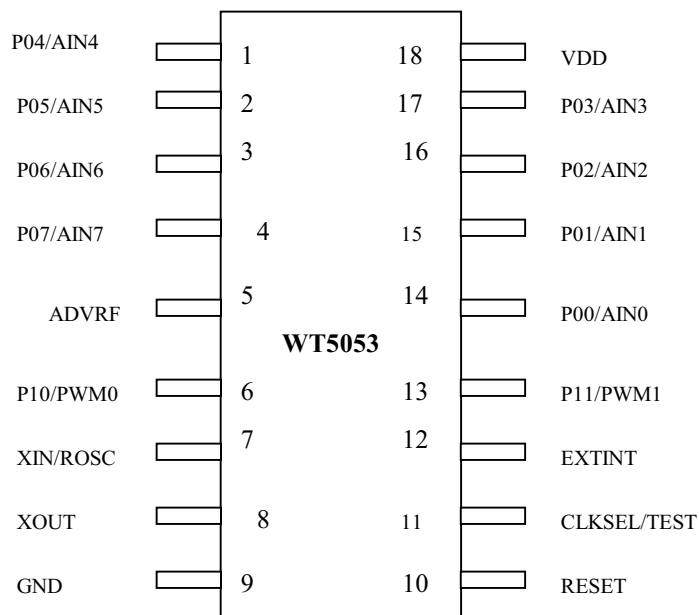 P04/AIN4 1 18 VDD
P05/AIN5 2 17 P03/AIN3
P06/AIN6 3 16 P02/AIN2
P07/AIN7 4 15 P01/AIN1
ADVRF 5 14 P00/AIN0
WT5053
P10/PWM0 6 13 P11/PWM1
XIN/ROSC 7 12 EXTINT
XOUT 8 11 CLKSEL/TEST
GND 9 10 RESET